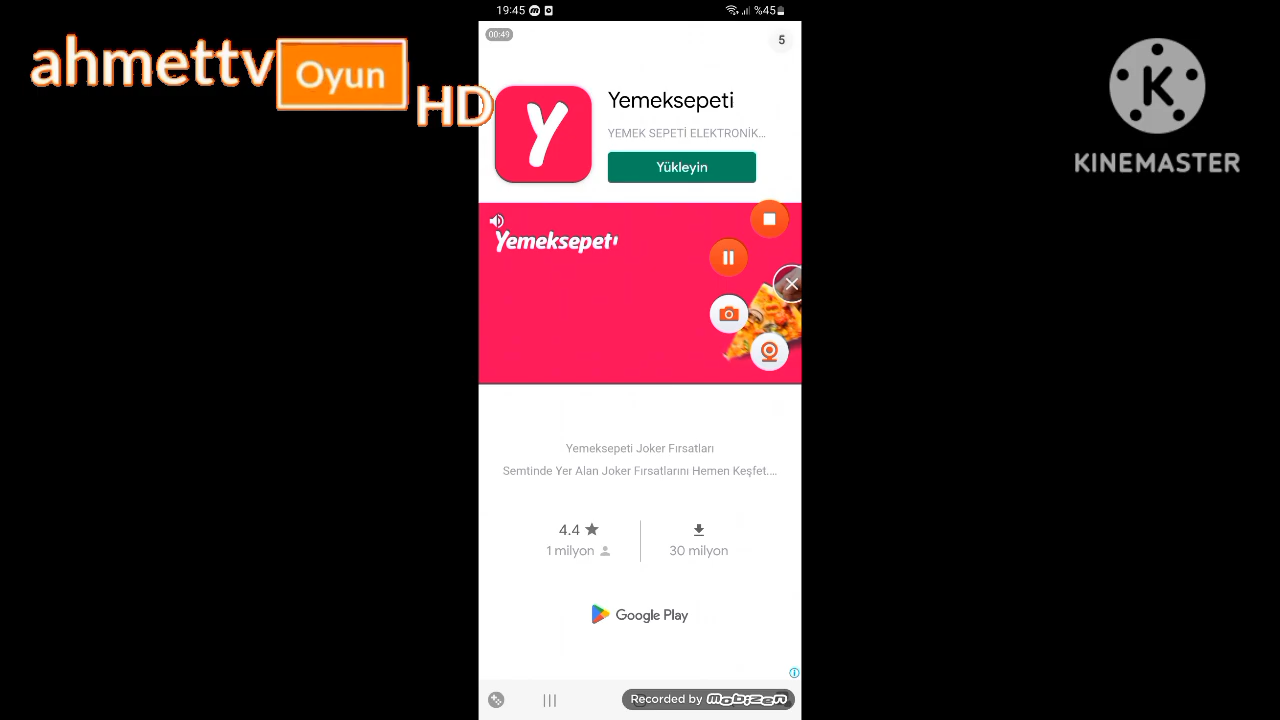 19:45
%45
00:49
5
ahmettv
Oyun
HD
K
KINEMASTER
Y
Yemeksepeti
YEMEK SEPETİ ELEKTRONİK...
Yükleyin
Yemeksepeti
Yemeksepeti Joker Fırsatları
Semtinde Yer Alan Joker Fırsatlarını Hemen Keşfet....
4.4
1 milyon
30 milyon
Google Play
Recorded by mobizen